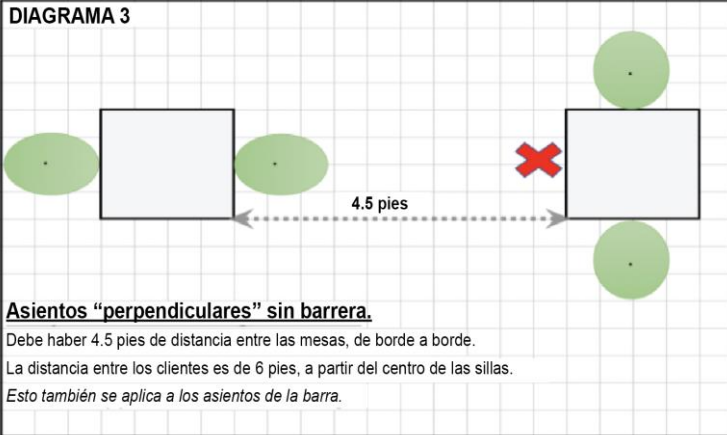 DIAGRAMA 3
4.5 pies
Asientos “perpendiculares” sin barrera.
Debe haber 4.5 pies de distancia entre las mesas, de borde a borde.
La distancia entre los clientes es de 6 pies, a partir del centro de las sillas.
Esto también se aplica a los asientos de la barra.